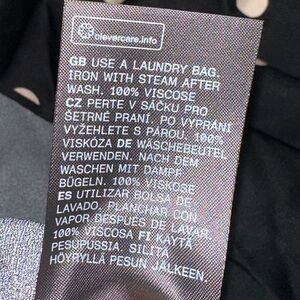 clevercare.info
GB USE A LAUNDRY BAG.
IRON WITH STEAM AFTER
WASH. 100% VISCOSE
CZ PERTE V SÁČKU PRO
ŠETRNÉ PRANÍ. PO VYPRÁNÍ
VYŽEHLETE S PÁROU. 100%
VISKÓZA DE WÄSCHEBEUTEL
VERWENDEN. NACH DEM
WASCHEN MIT DAMPF
BÜGELN. 100% VISKOSE
ES UTILIZAR BOLSA DE
LAVADO. PLANCHAR CON
VAPOR DESPUÉS DE LAVAR.
100% VISCOSA FI KÄYTÄ
PESUPUSSIA. SILITÄ
HÖYRYLLÄ PESUN JÄLKEEN.